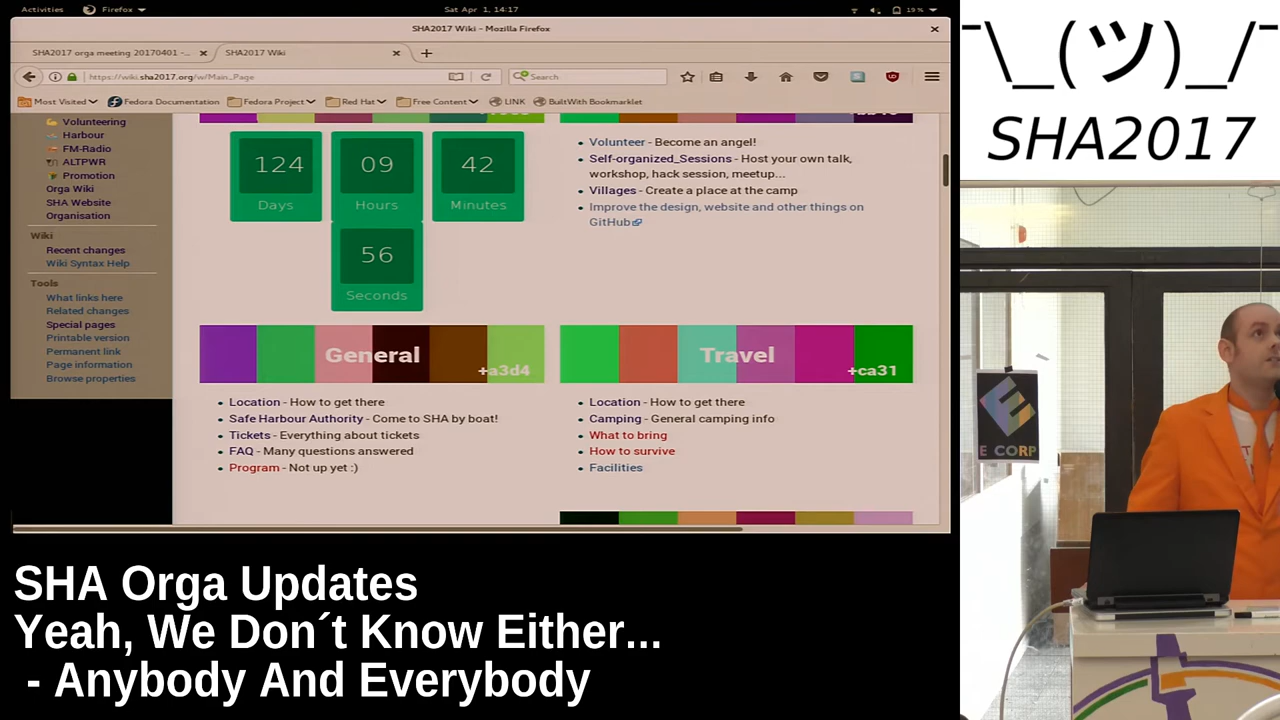 Activities Firefox Sat Apr 1, 14:17 19 %
SHA2017 Wiki - Mozilla Firefox
SHA2017 orga meeting 20170401 -... SHA2017 Wiki
https://wiki.sha2017.org/w/Main_Page Search
Most Visited Fedora Documentation Fedora Project Red Hat Free Content LINK BuiltWith Bookmarklet
Volunteering
Harbour
FM-Radio
ALTPWR
Promotion
Orga Wiki
SHA Website
Organisation
Wiki
Recent changes
Wiki Syntax Help
Tools
What links here
Related changes
Special pages
Printable version
Permanent link
Page information
Browse properties
124 09 42
Days Hours Minutes
56
Seconds
Volunteer - Become an angel!
Self-organized_Sessions - Host your own talk,
workshop, hack session, meetup...
Villages - Create a place at the camp
Improve the design, website and other things on
GitHub
General
+a3d4
Location - How to get there
Safe Harbour Authority - Come to SHA by boat!
Tickets - Everything about tickets
FAQ - Many questions answered
Program - Not up yet :)
Travel
+ca31
Location - How to get there
Camping - General camping info
What to bring
How to survive
Facilities
¯\_(ツ)_/¯
SHA2017
E CORP
SHA Orga Updates
Yeah, We Don´t Know Either...
- Anybody And Everybody